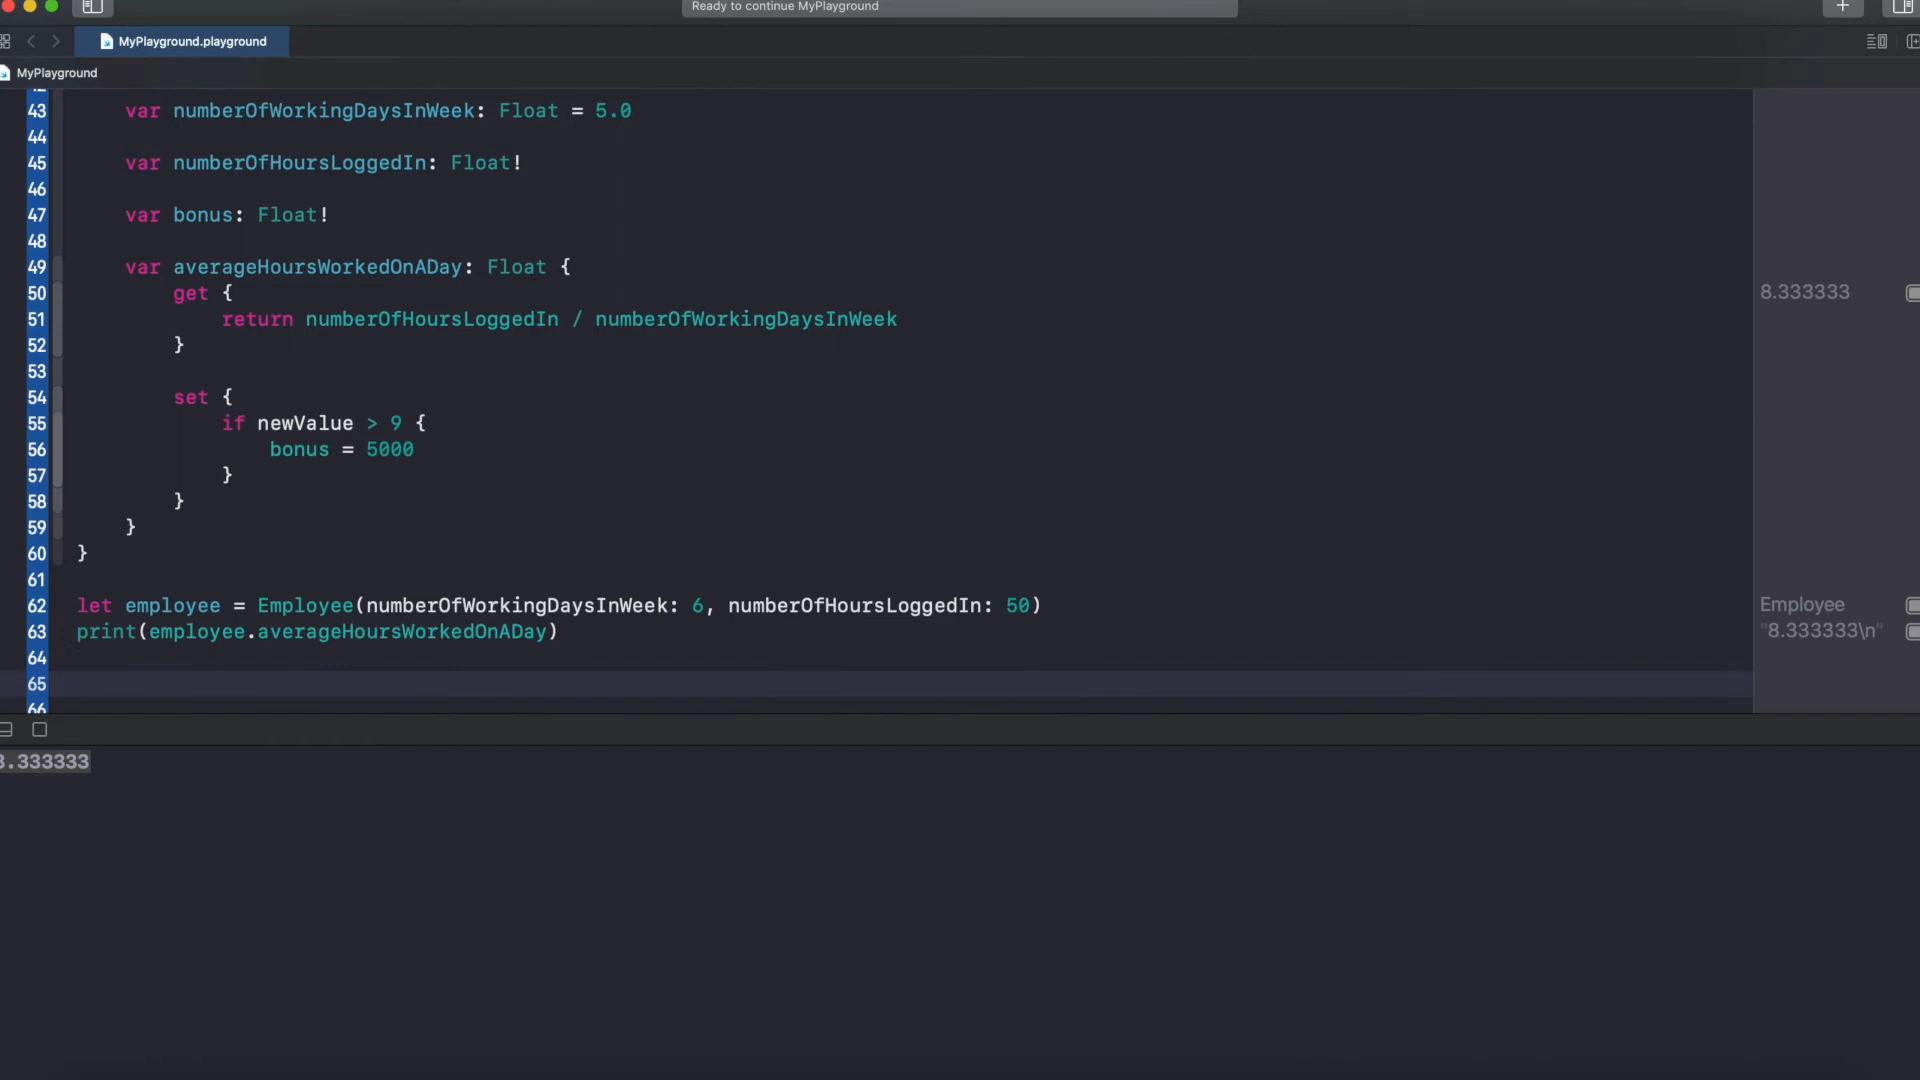 Ready to continue MyPlayground
MyPlayground.playground
MyPlayground
42
43 var numberOfWorkingDaysInWeek: Float = 5.0
44
45 var numberOfHoursLoggedIn: Float!
46
47 var bonus: Float!
48
49 var averageHoursWorkedOnADay: Float {
50 get { 8.333333
51 return numberOfHoursLoggedIn / numberOfWorkingDaysInWeek
52 }
53
54 set {
55 if newValue > 9 {
56 bonus = 5000
57 }
58 }
59 }
60 }
61
62 let employee = Employee(numberOfWorkingDaysInWeek: 6, numberOfHoursLoggedIn: 50) Employee
63 print(employee.averageHoursWorkedOnADay) "8.333333\n"
64
65
66
8.333333